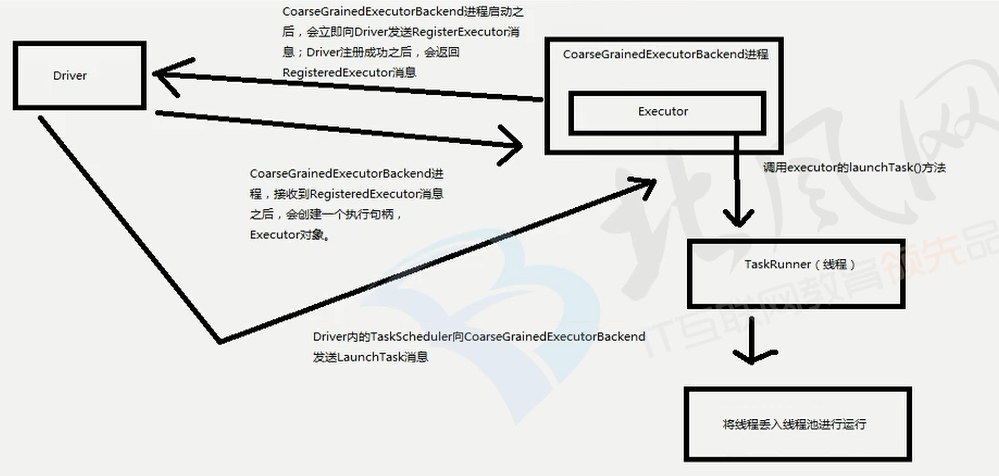 CoarseGrainedExecutorBackend进程启动之
后，会立即向Driver发送RegisterExecutor消
息；Driver注册成功之后，会返回
RegisteredExecutor消息
Driver
CoarseGrainedExecutorBackend进程
Executor
CoarseGrainedExecutorBackend进
程，接收到RegisteredExecutor消息
之后，会创建一个执行句柄，
Executor对象。
调用executor的launchTask()方法
TaskRunner（线程）
Driver内的TaskScheduler向CoarseGrainedExecutorBackend
发送LaunchTask消息
将线程丢入线程池进行运行
北风网
IT互联网教育领先品